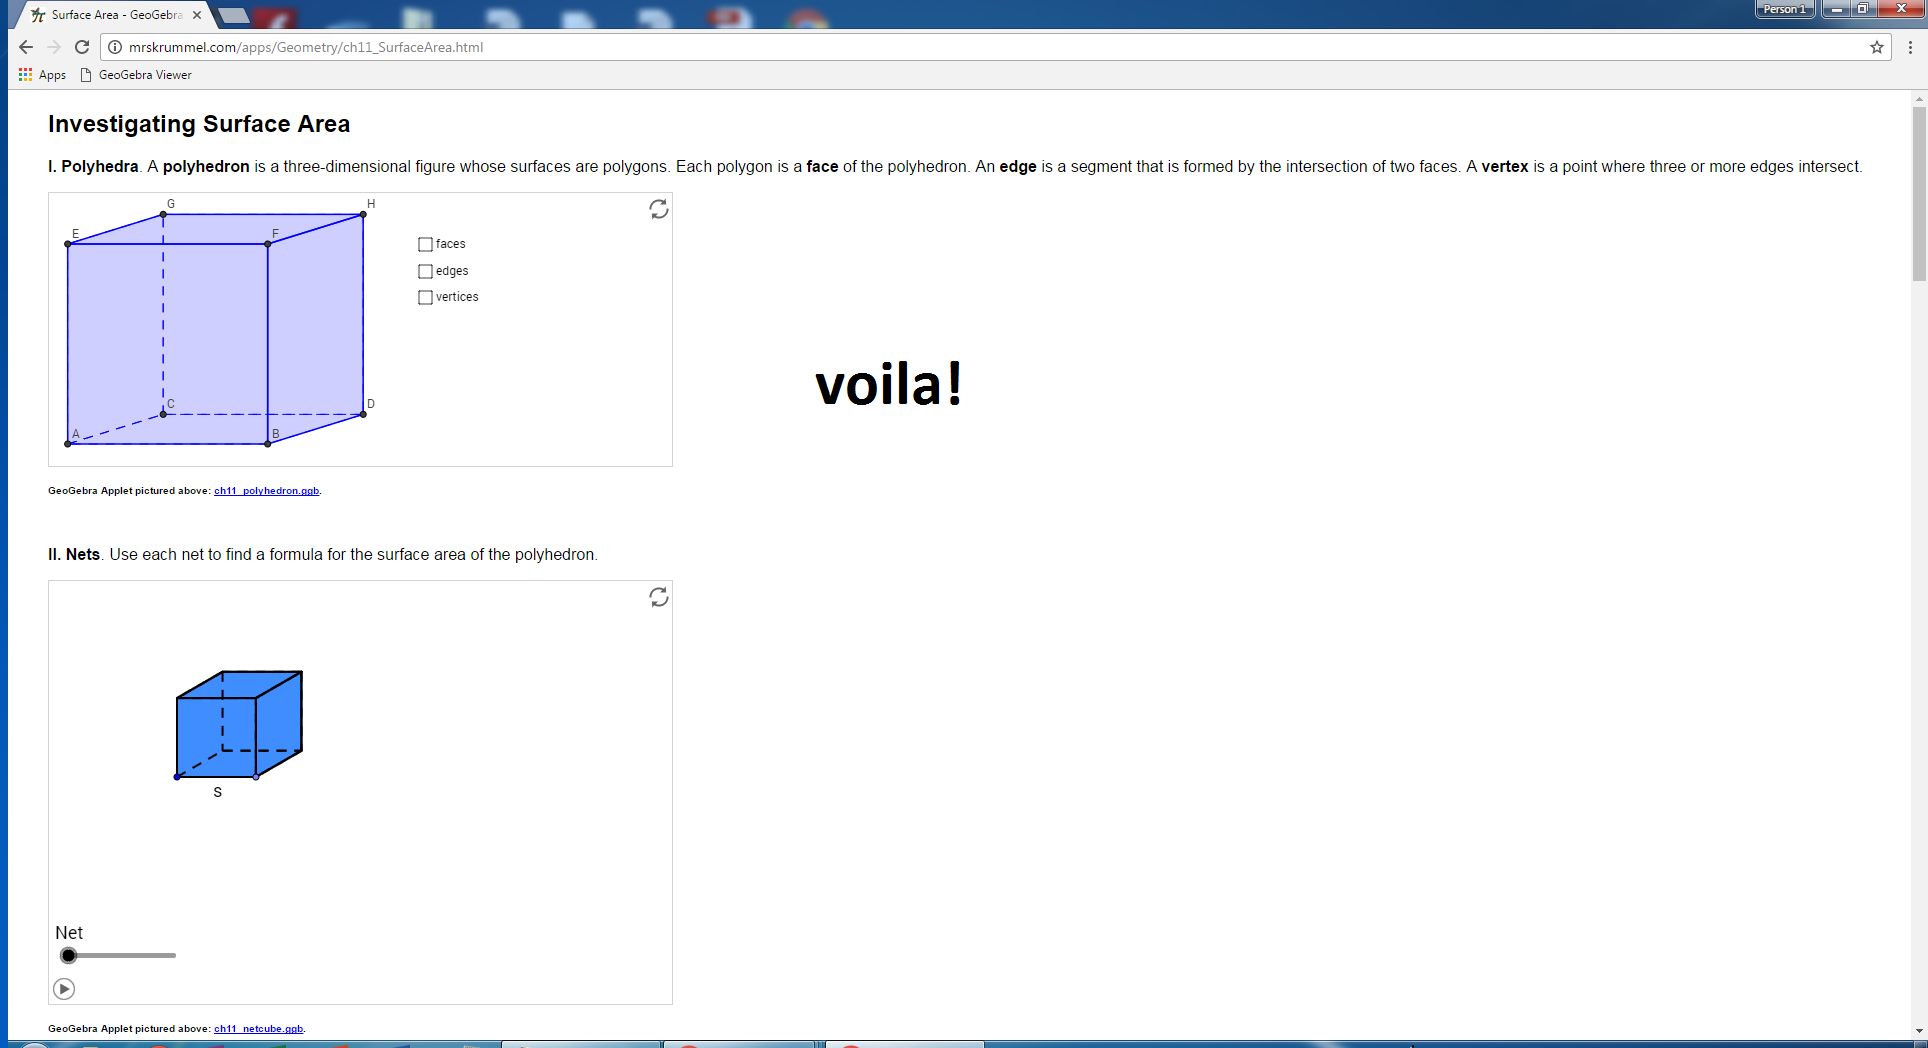 Surface Area - GeoGebra
Person 1
mrskrummel.com/apps/Geometry/ch11_SurfaceArea.html
Apps GeoGebra Viewer
Investigating Surface Area
I. Polyhedra. A polyhedron is a three-dimensional figure whose surfaces are polygons. Each polygon is a face of the polyhedron. An edge is a segment that is formed by the intersection of two faces. A vertex is a point where three or more edges intersect.
G H
E F
faces
edges
vertices
voila!
C D
A B
GeoGebra Applet pictured above: ch11_polyhedron.ggb.
II. Nets. Use each net to find a formula for the surface area of the polyhedron.
s
Net
GeoGebra Applet pictured above: ch11_netcube.ggb.